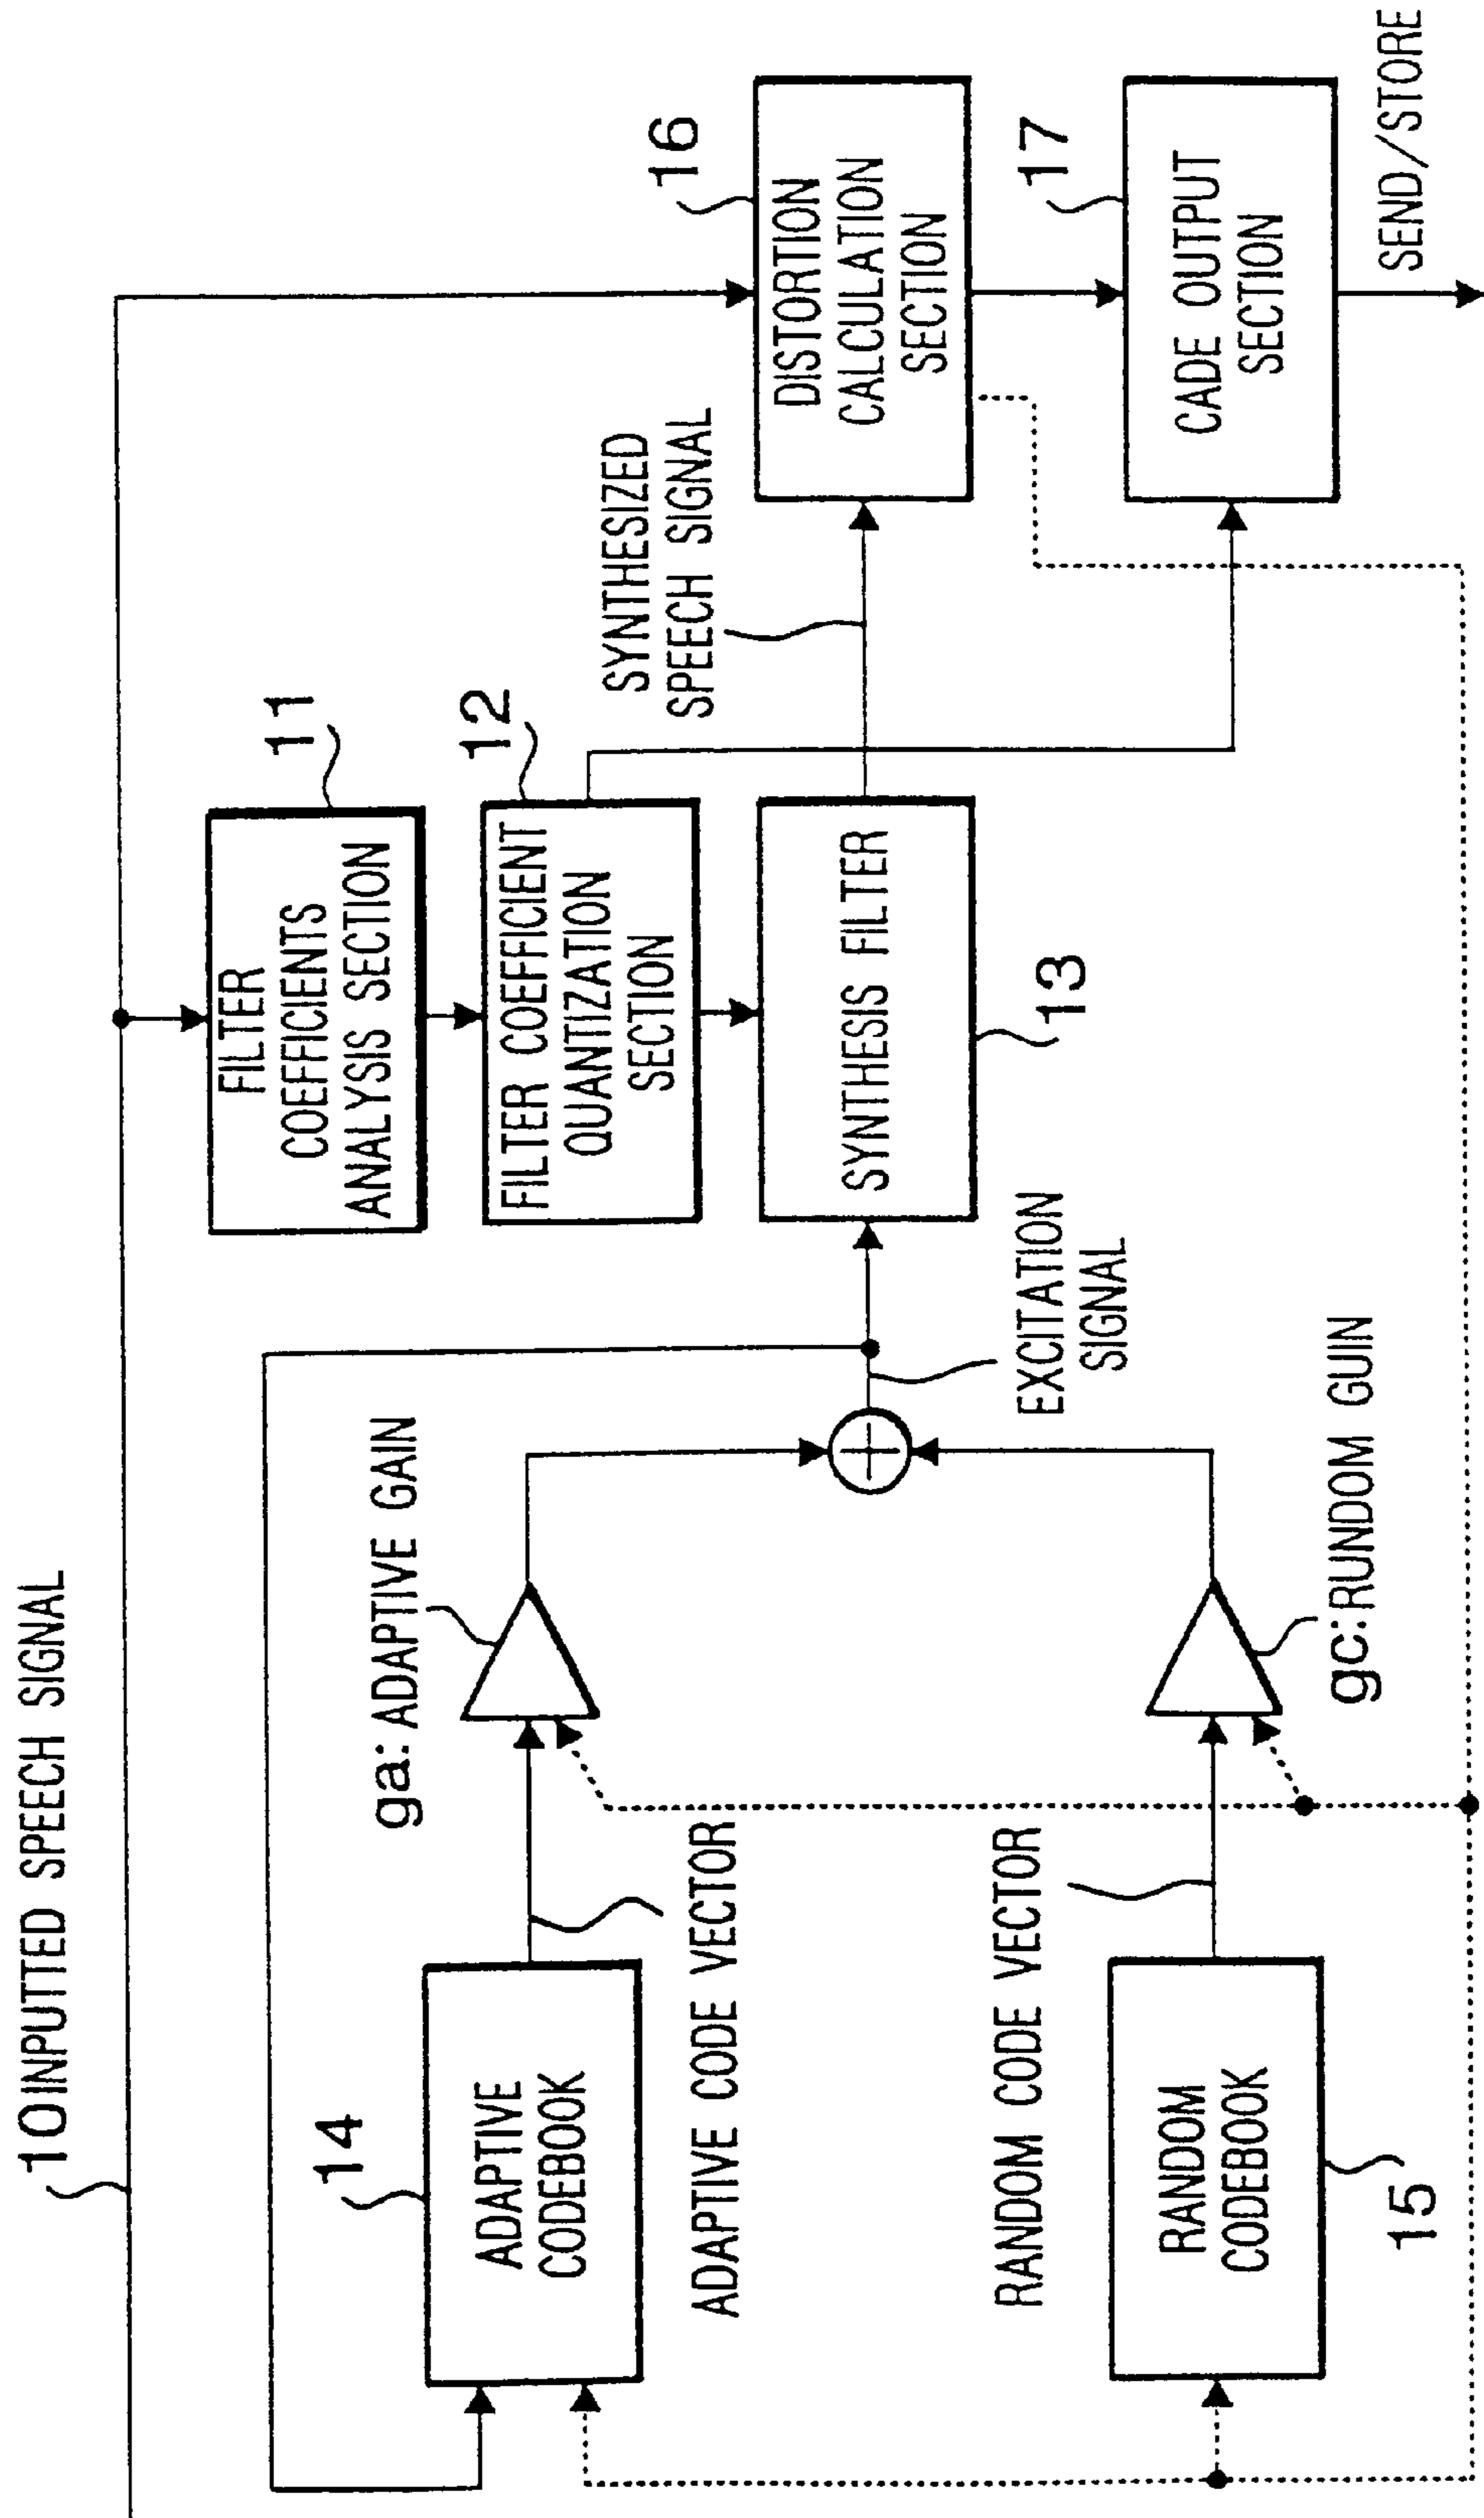 10 INPUTTED SPEECH SIGNAL
11
FILTER
COEFFICIENTS
ANALYSIS SECTION
12
FILTER COEFFICIENT
QUANTIZATION
SECTION
SYNTHESIS FILTER
13
14
ADAPTIVE
CODEBOOK
ADAPTIVE CODE VECTOR
ga: ADAPTIVE GAIN
EXCITATION
SIGNAL
SYNTHESIZED
SPEECH SIGNAL
16
DISTORTION
CALCULATION
SECTION
RANDOM CODE VECTOR
RANDOM
CODEBOOK
15
gc: RUNDOM GUIN
17
CADE OUTPUT
SECTION
SEND/STORE